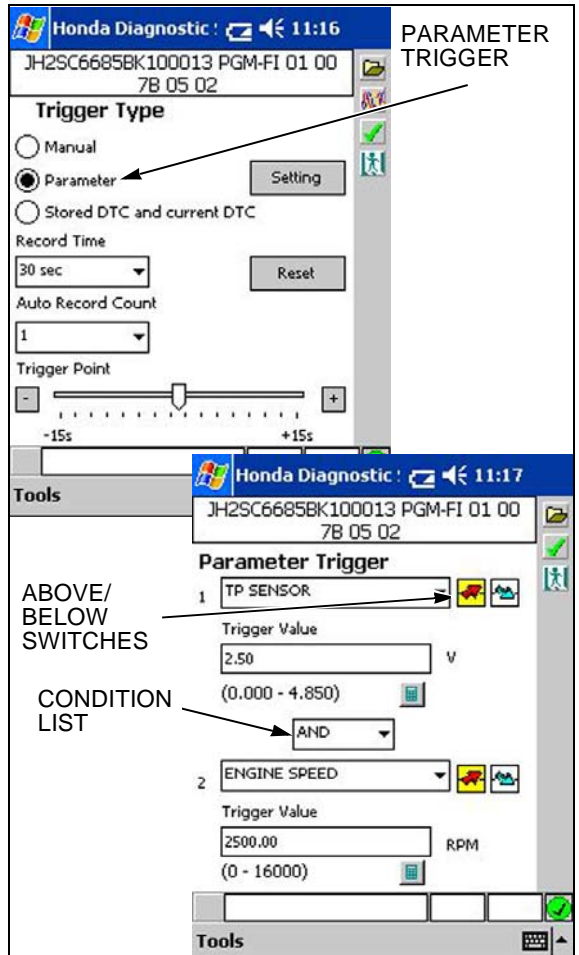 Honda Diagnostic : 11:16
JH2SC6685BK100013 PGM-FI 01 00
7B 05 02
Trigger Type
Manual
Parameter
Setting
Stored DTC and current DTC
Record Time
30 sec
Reset
Auto Record Count
1
Trigger Point
-
+
-15s
+15s
Tools
PARAMETER
TRIGGER
Honda Diagnostic : 11:17
JH2SC6685BK100013 PGM-FI 01 00
7B 05 02
Parameter Trigger
1 TP SENSOR
Trigger Value
2.50 V
(0.000 - 4.850)
AND
2 ENGINE SPEED
Trigger Value
2500.00 RPM
(0 - 16000)
Tools
ABOVE/
BELOW
SWITCHES
CONDITION
LIST